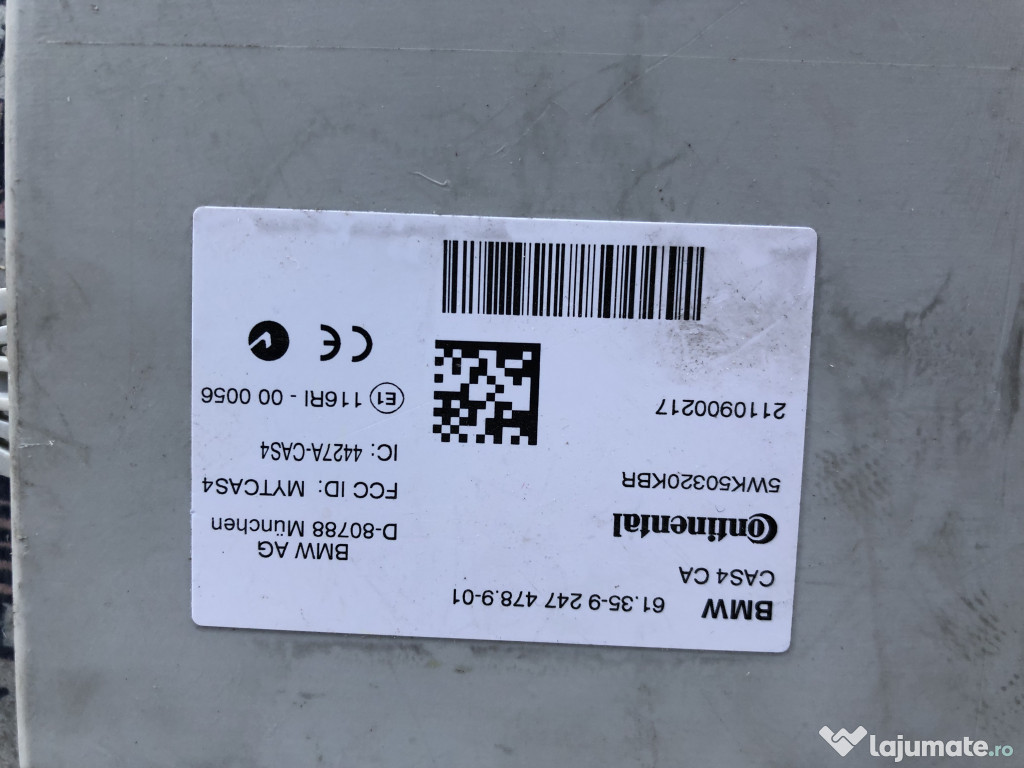 BMW 61.35-9 247 478.9-01
CAS4 CA
Continental
5WK50320KBR
2110900217
BMW AG
D-80788 München
FCC ID: MYTCAS4
IC: 4427A-CAS4
E1 116RI - 00 0056
CE
lajumate.ro